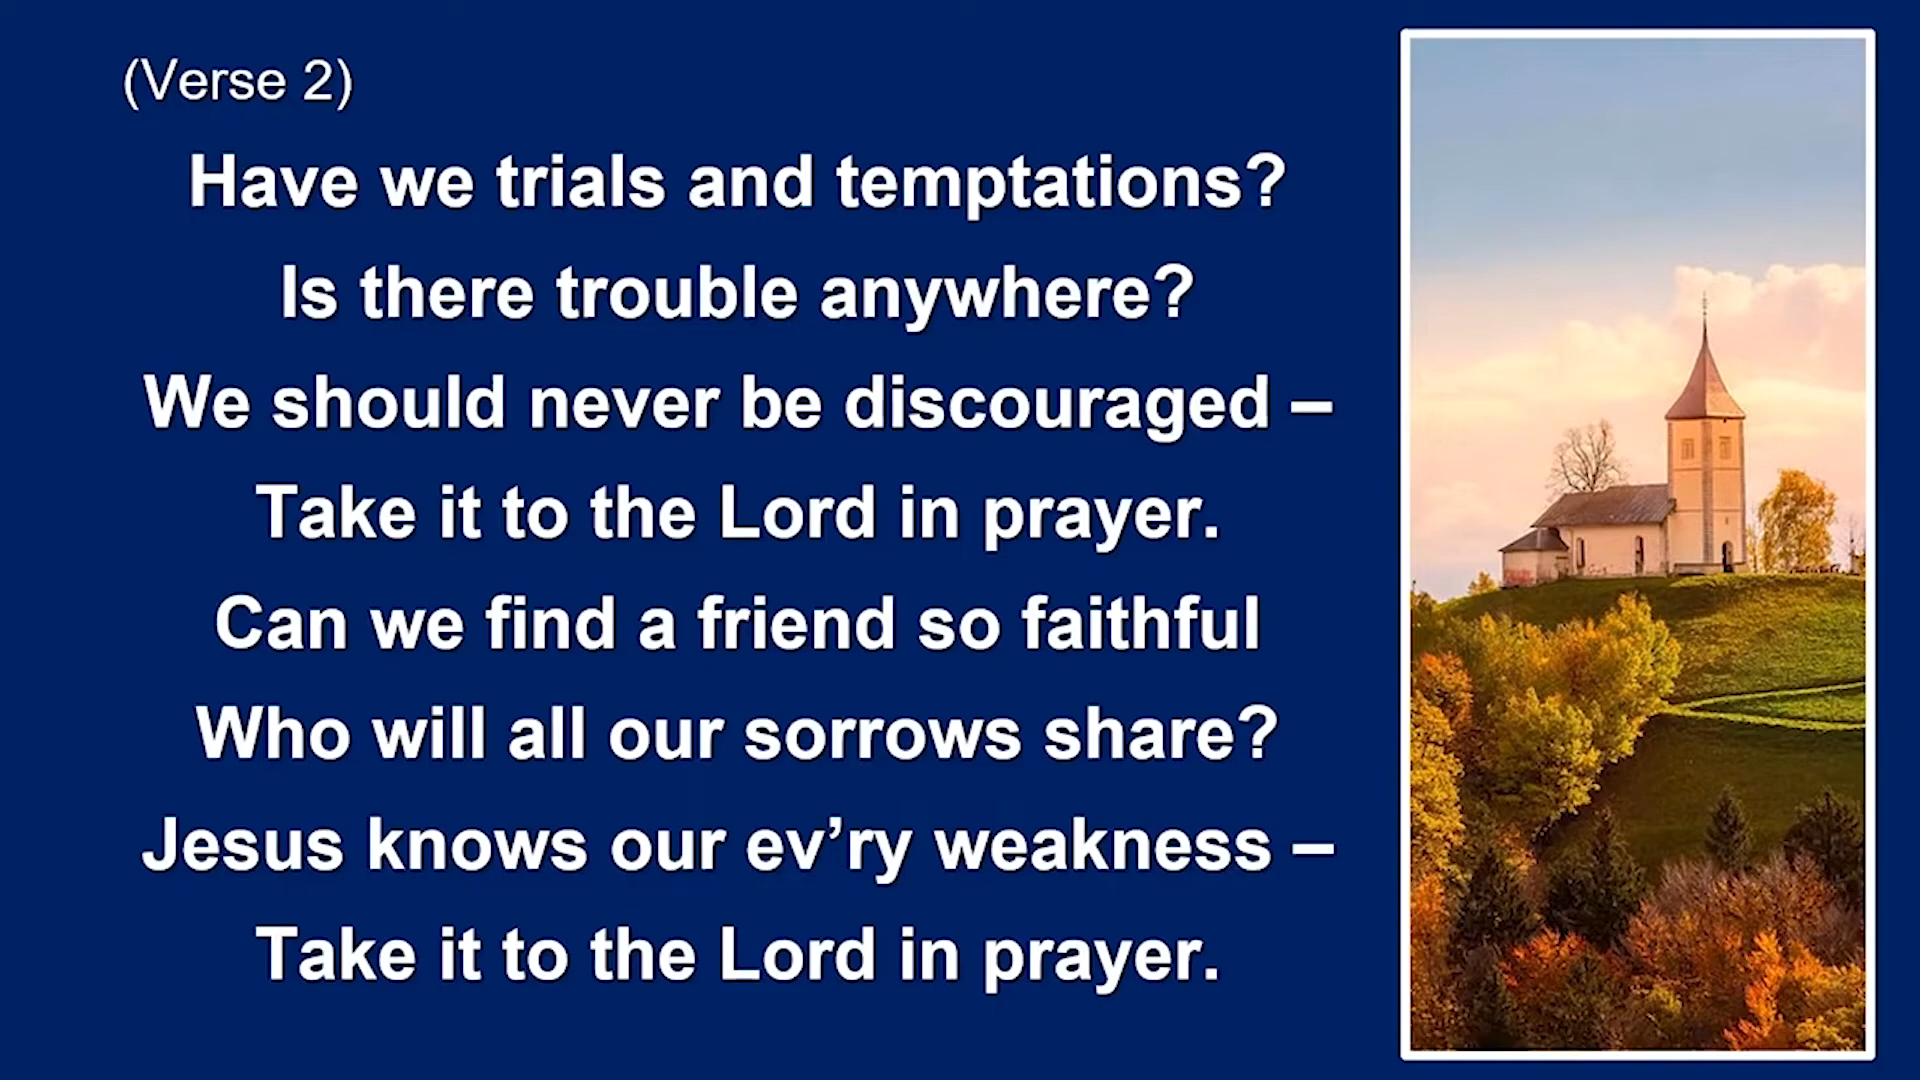 (Verse 2)
Have we trials and temptations?
Is there trouble anywhere?
We should never be discouraged –
Take it to the Lord in prayer.
Can we find a friend so faithful
Who will all our sorrows share?
Jesus knows our ev’ry weakness –
Take it to the Lord in prayer.